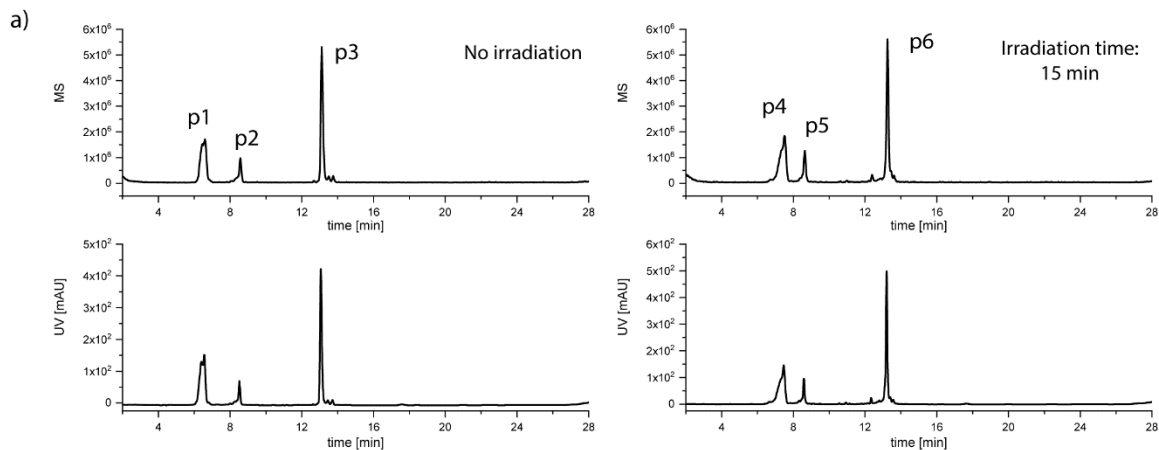 a)
6x10⁶
5x10⁶
4x10⁶
3x10⁶
2x10⁶
1x10⁶
0
MS
p1
p2
p3
No irradiation
4 8 12 16 20 24 28
time [min]
6x10⁶
5x10⁶
4x10⁶
3x10⁶
2x10⁶
1x10⁶
0
MS
p4
p5
p6
Irradiation time:
15 min
4 8 12 16 20 24 28
time [min]
5x10²
4x10²
3x10²
2x10²
1x10²
0
UV [mAU]
4 8 12 16 20 24 28
time [min]
6x10²
5x10²
4x10²
3x10²
2x10²
1x10²
0
UV [mAU]
4 8 12 16 20 24 28
time [min]